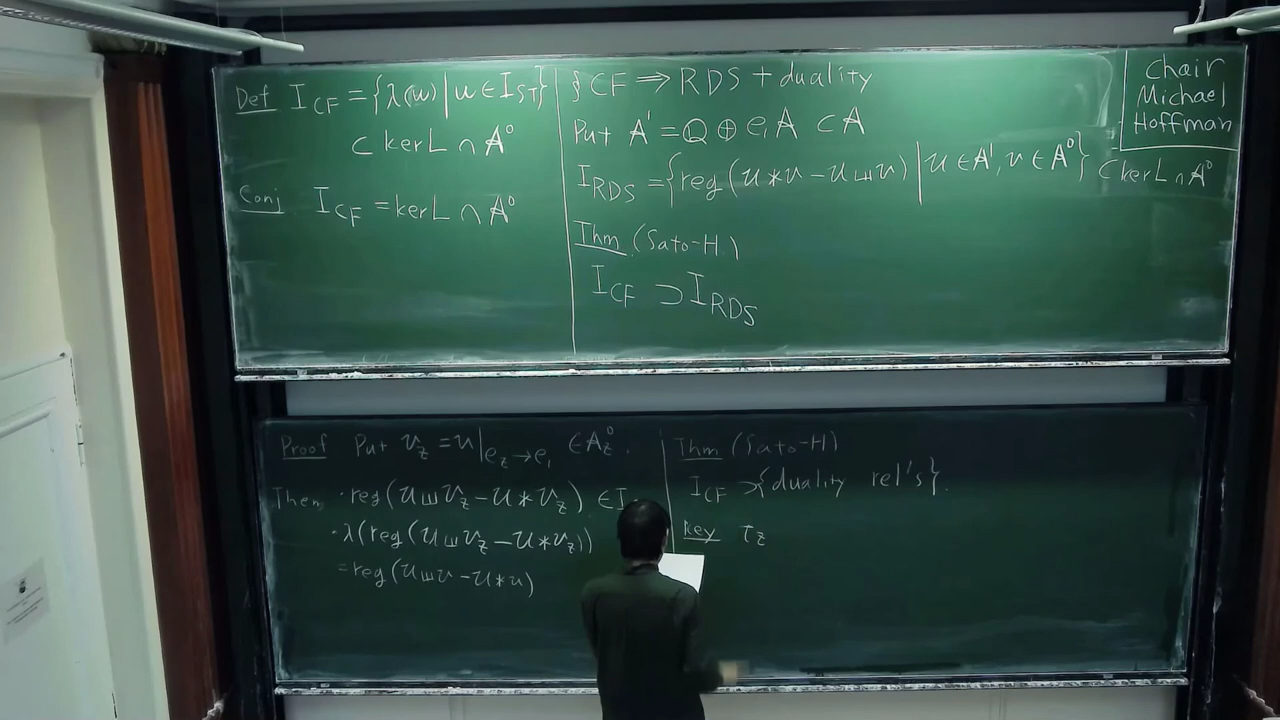 Def I_CF = {λ(w) | w ∈ I_ST}
⊂ ker L ∩ A⁰
Conj I_CF = ker L ∩ A⁰
§ CF ⇒ RDS + duality
Put A' = Q ⊕ e₁A ⊂ A
I_RDS = {reg(u * v − u ш v) | u ∈ A', v ∈ A⁰} ⊂ ker L ∩ A⁰
Thm (Sato-H)
I_CF ⊃ I_RDS
Chair
Michael
Hoffman
Proof Put v_z = v|_{e_z→e₁} ∈ A_z⁰.
Then · reg(u ш v_z − u * v_z) ∈ I
· λ(reg(u ш v_z − u * v_z))
= reg(u ш v − u * v)
Thm (Sato-H)
I_CF ⊃ {duality rel's}.
Key τ_z